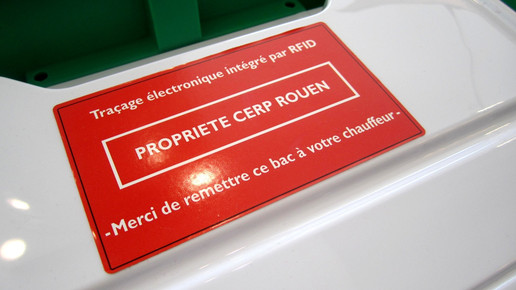 Traçage électronique intégré par RFID
PROPRIETE CERP ROUEN
-Merci de remettre ce bac à votre chauffeur-